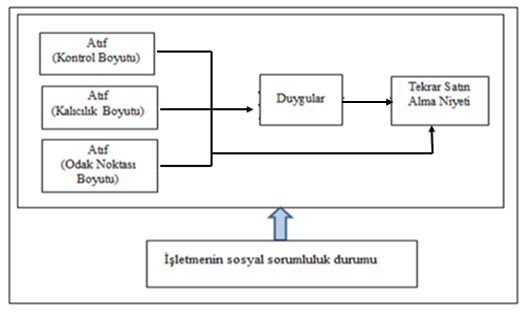 Atıf
(Kontrol Boyutu)
Atıf
(Kalıcılık Boyutu)
Atıf
(Odak Noktası
Boyutu)
Duygular
Tekrar Satın
Alma Niyeti
İşletmenin sosyal sorumluluk durumu